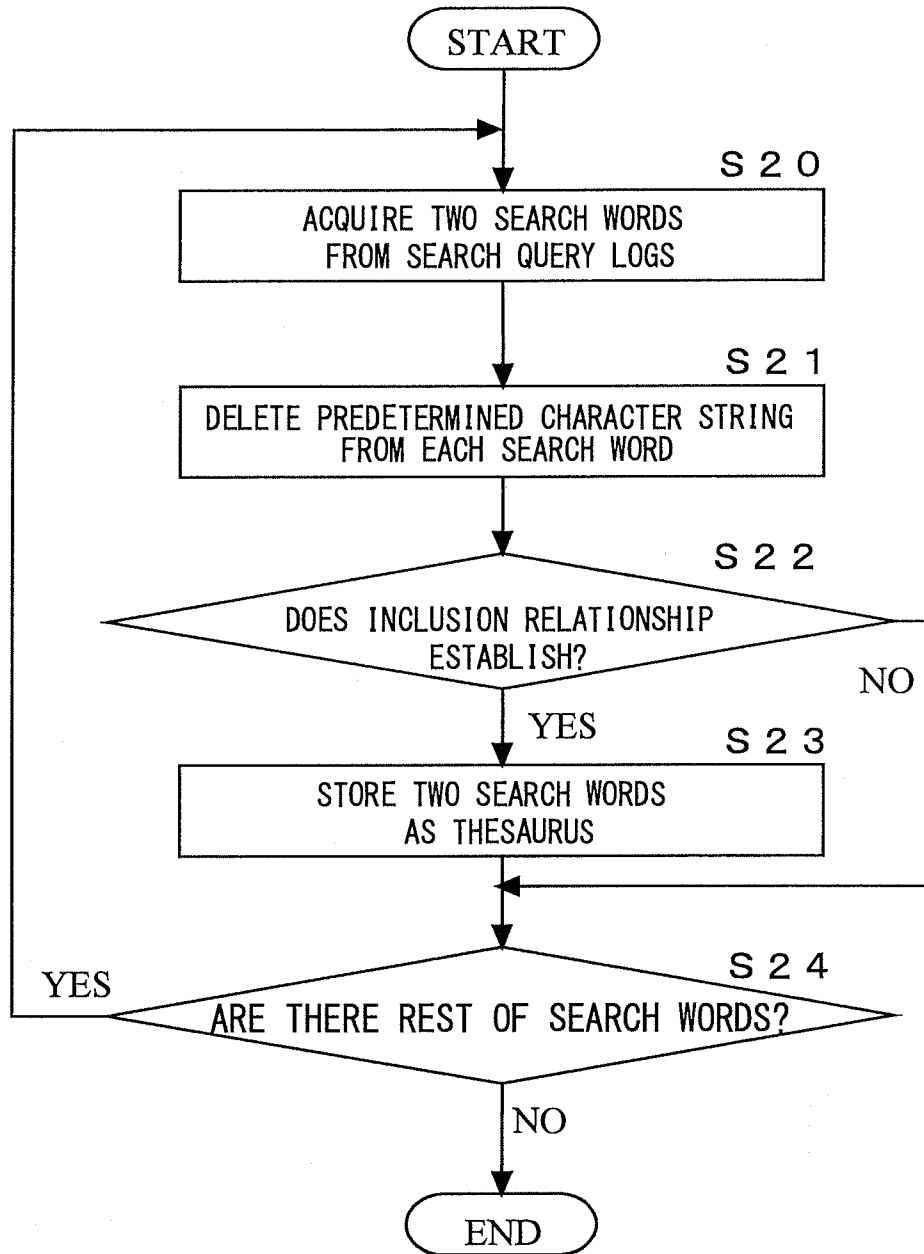 START
S20
ACQUIRE TWO SEARCH WORDS
FROM SEARCH QUERY LOGS
S21
DELETE PREDETERMINED CHARACTER STRING
FROM EACH SEARCH WORD
S22
DOES INCLUSION RELATIONSHIP
ESTABLISH?
NO
YES
S23
STORE TWO SEARCH WORDS
AS THESAURUS
S24
YES
ARE THERE REST OF SEARCH WORDS?
NO
END